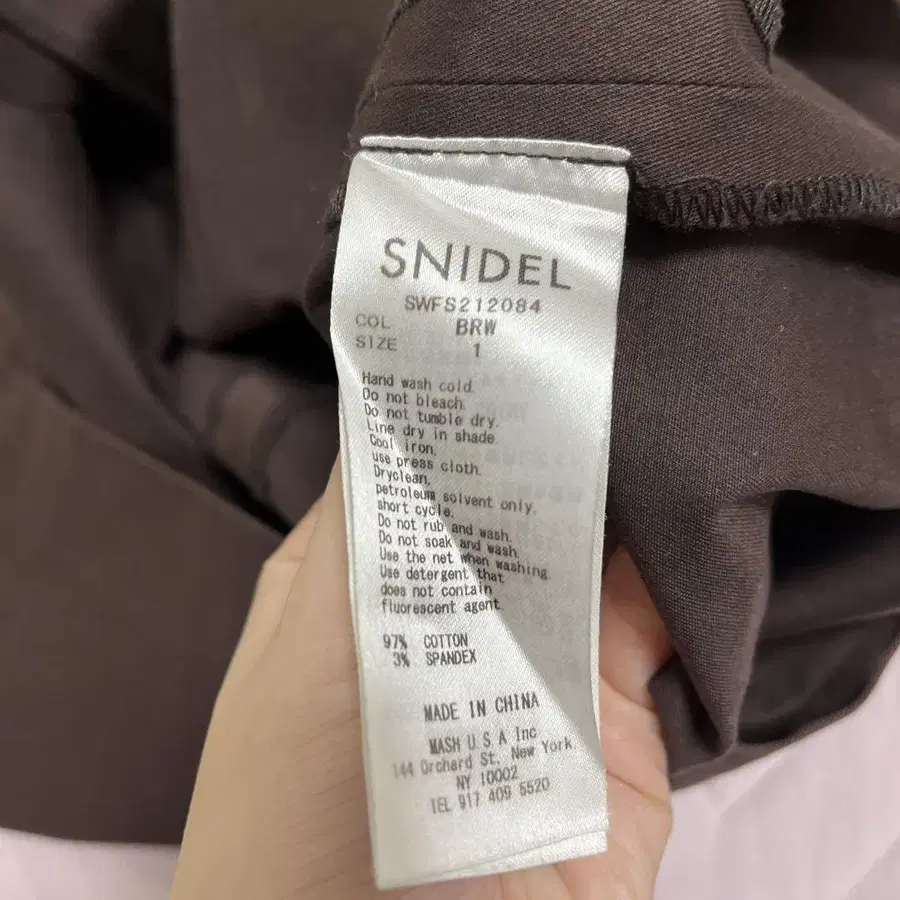 SNIDEL
SWFS212084
COL BRW
SIZE 1
Hand wash cold.
Do not bleach.
Do not tumble dry.
Line dry in shade.
Cool iron,
use press cloth.
Dryclean,
petroleum solvent only,
short cycle.
Do not rub and wash.
Do not soak and wash.
Use the net when washing.
Use detergent that
does not contain
fluorescent agent.
97% COTTON
3% SPANDEX
MADE IN CHINA
MASH U S A Inc
144 Orchard St. New York.
NY 10002
TEL 917 409 5520